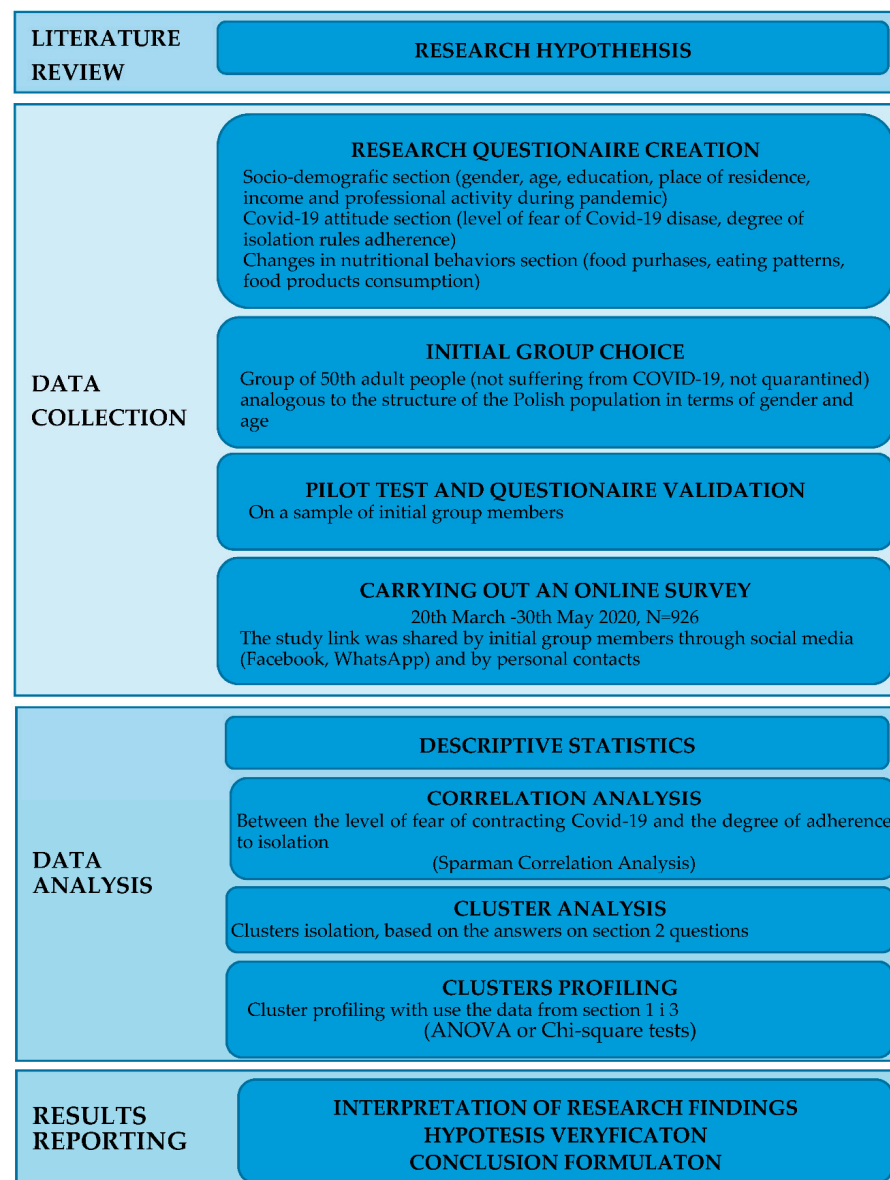 LITERATURE
REVIEW
RESEARCH HYPOTHEHSIS
DATA
COLLECTION
RESEARCH QUESTIONAIRE CREATION
Socio-demografic section (gender, age, education, place of residence,
income and professional activity during pandemic)
Covid-19 attitude section (level of fear of Covid-19 disase, degree of
isolation rules adherence)
Changes in nutritional behaviors section (food purhases, eating patterns,
food products consumption)
INITIAL GROUP CHOICE
Group of 50th adult people (not suffering from COVID-19, not quarantined)
analogous to the structure of the Polish population in terms of gender and
age
PILOT TEST AND QUESTIONAIRE VALIDATION
On a sample of initial group members
CARRYING OUT AN ONLINE SURVEY
20th March -30th May 2020, N=926
The study link was shared by initial group members through social media
(Facebook, WhatsApp) and by personal contacts
DATA
ANALYSIS
DESCRIPTIVE STATISTICS
CORRELATION ANALYSIS
Between the level of fear of contracting Covid-19 and the degree of adherence
to isolation
(Sparman Correlation Analysis)
CLUSTER ANALYSIS
Clusters isolation, based on the answers on section 2 questions
CLUSTERS PROFILING
Cluster profiling with use the data from section 1 i 3
(ANOVA or Chi-square tests)
RESULTS
REPORTING
INTERPRETATION OF RESEARCH FINDINGS
HYPOTESIS VERYFICATON
CONCLUSION FORMULATON